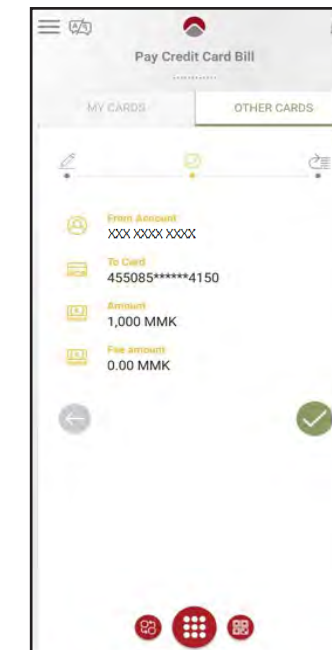 Pay Credit Card Bill
MY CARDS
OTHER CARDS
From Account
XXX XXXX XXXX
To Card
455085******4150
Amount
1,000 MMK
Fee amount
0.00 MMK